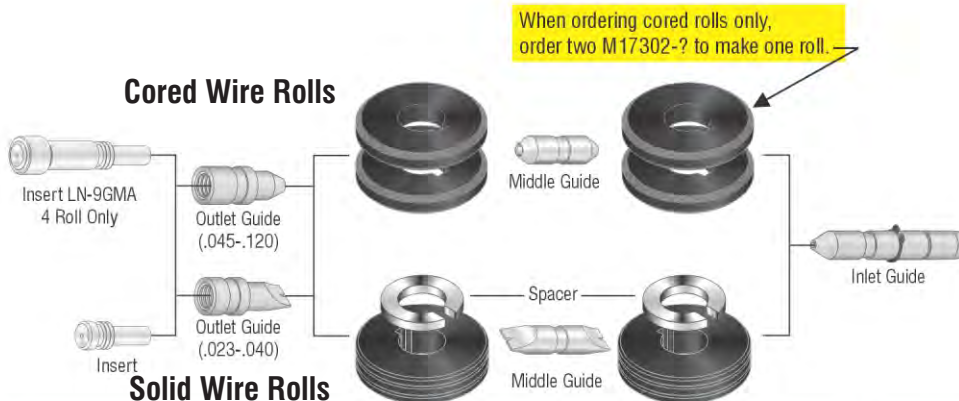 When ordering cored rolls only,
order two M17302-? to make one roll.
Cored Wire Rolls
Insert LN-9GMA
4 Roll Only
Outlet Guide
(.045-.120)
Middle Guide
Inlet Guide
Spacer
Outlet Guide
(.023-.040)
Insert
Middle Guide
Solid Wire Rolls